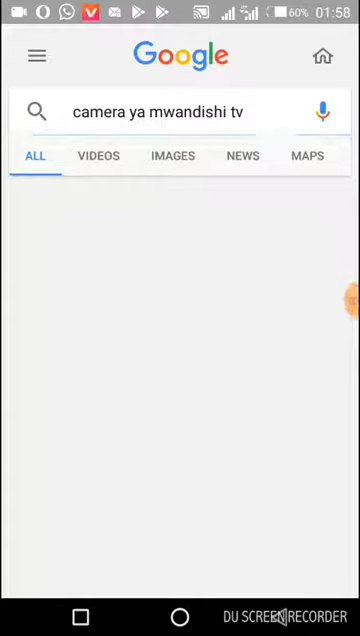 60% 01:58
Google
camera ya mwandishi tv
ALL VIDEOS IMAGES NEWS MAPS
DU SCREEN RECORDER